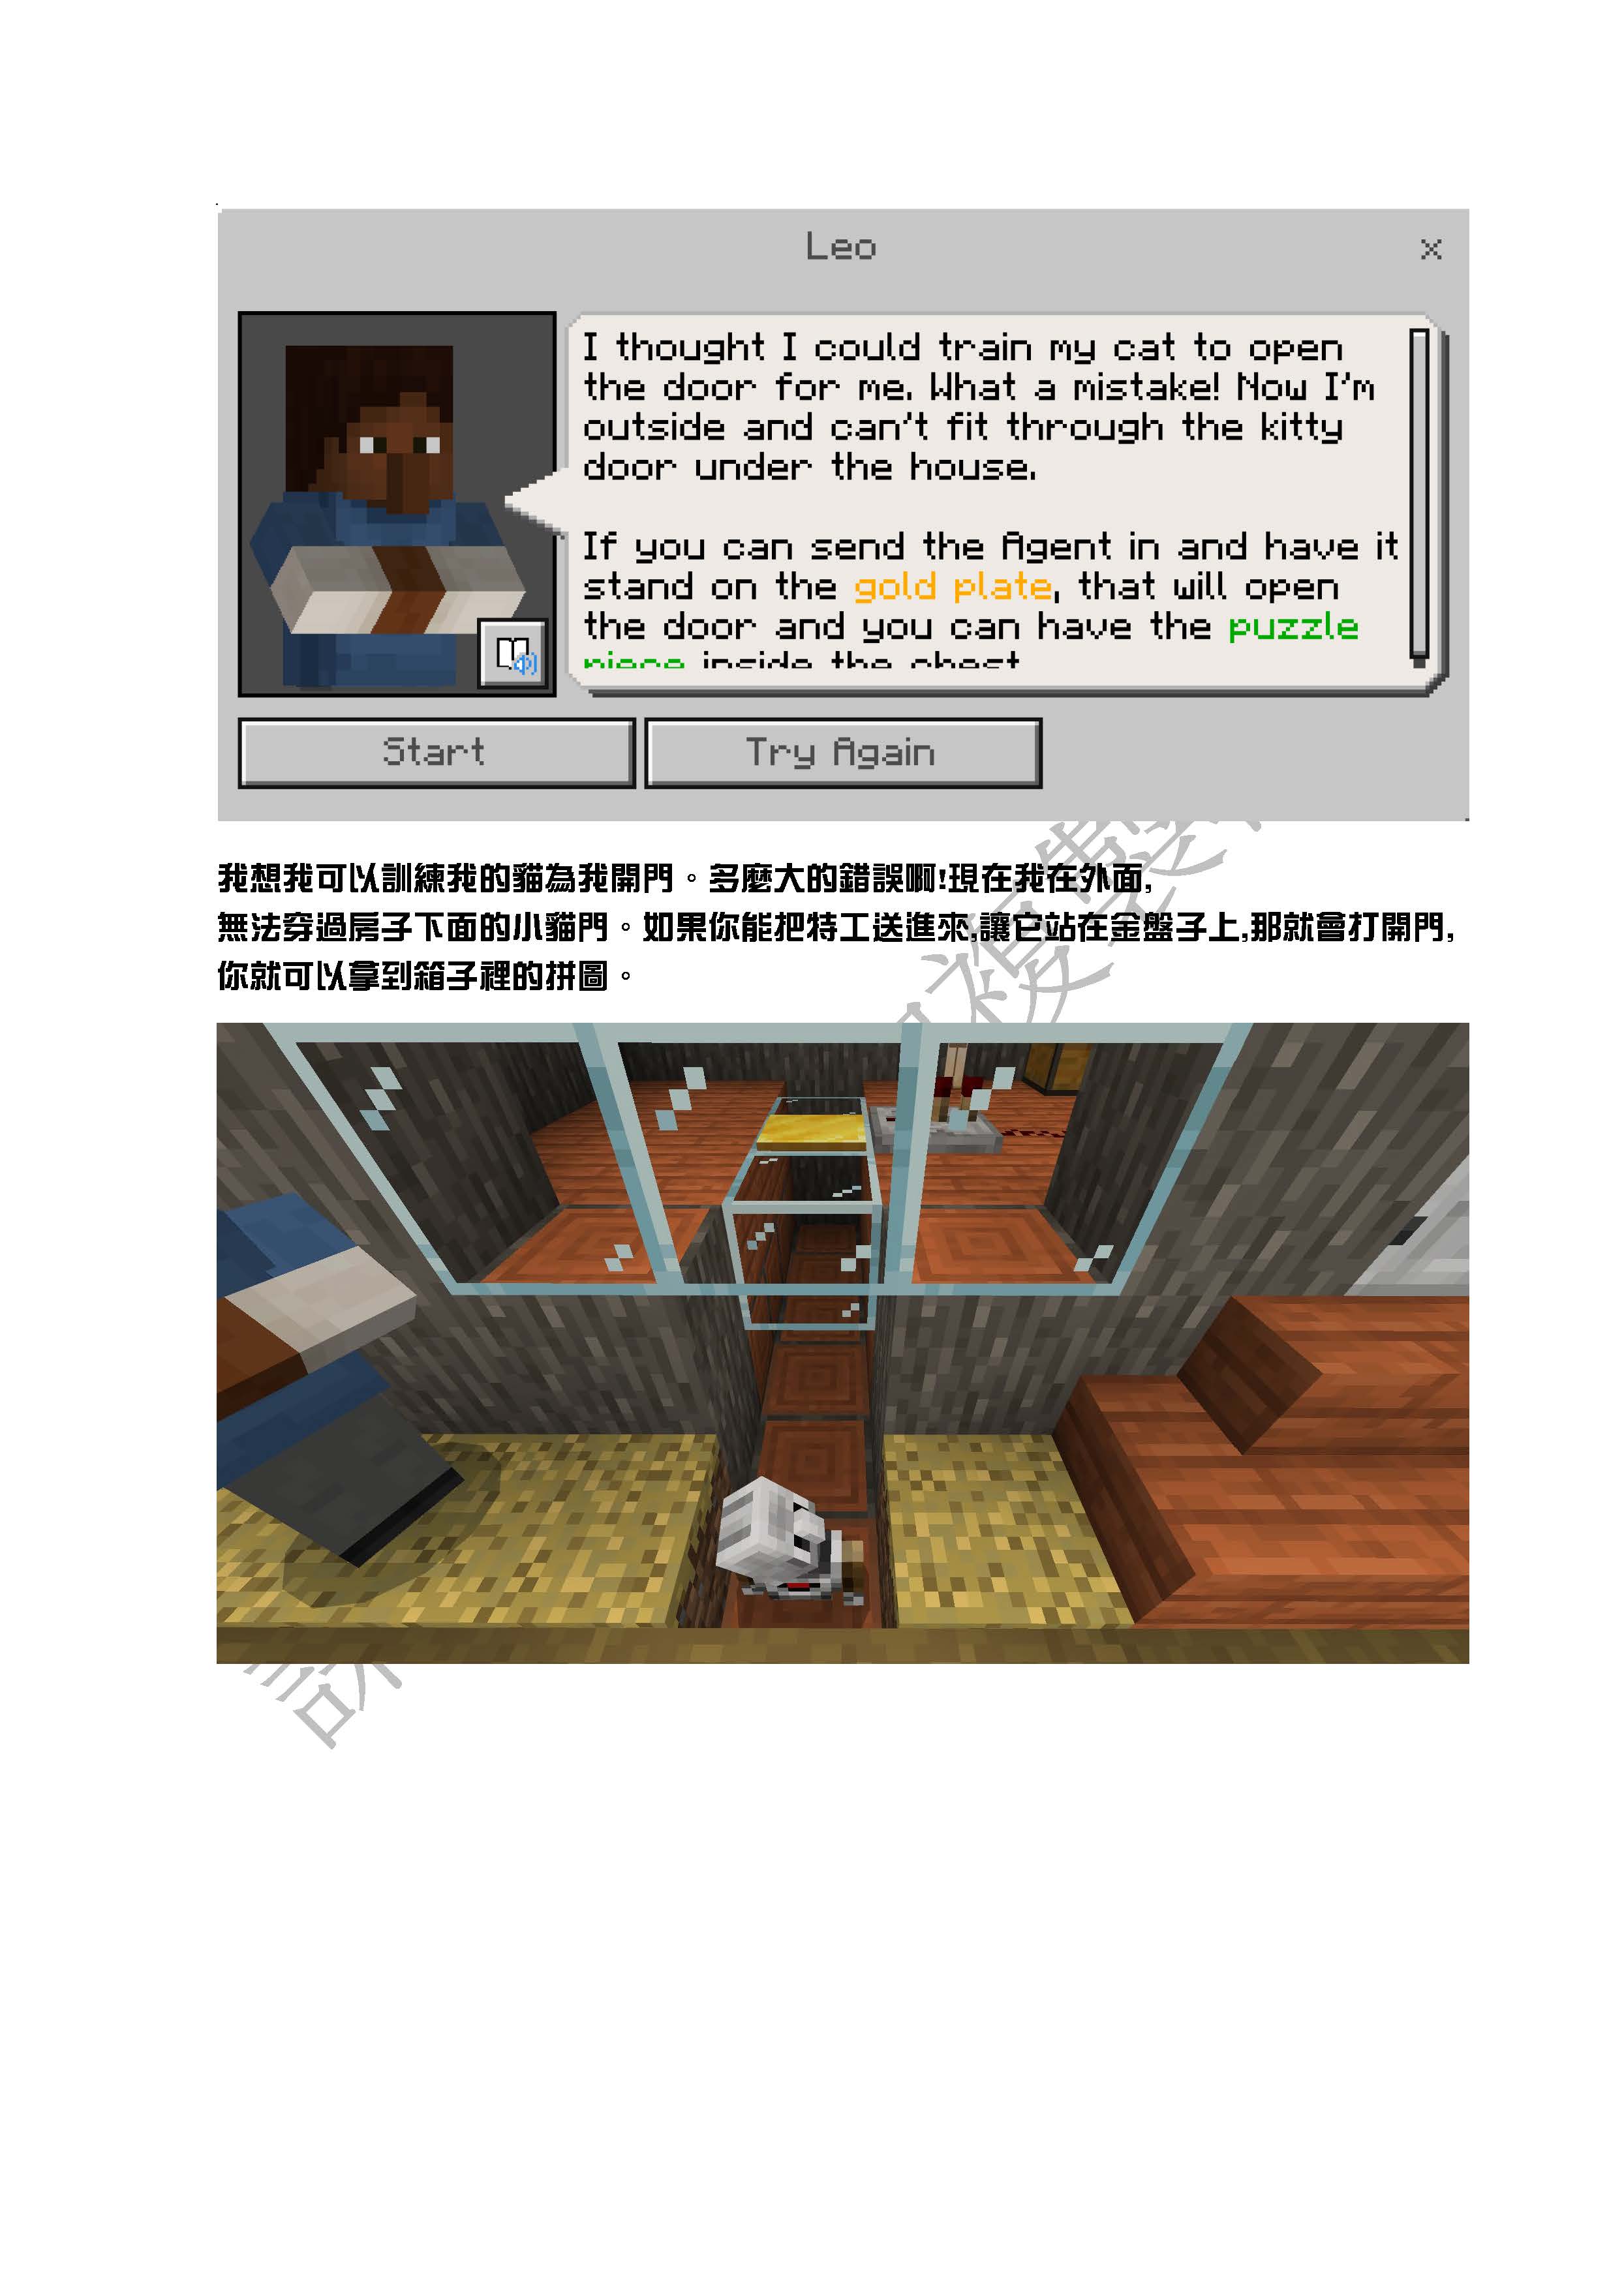 Leo
x
I thought I could train my cat to open
the door for me. What a mistake! Now I'm
outside and can't fit through the kitty
door under the house.
If you can send the Agent in and have it
stand on the gold plate, that will open
the door and you can have the puzzle
piece inside the chest
Start
Try Again
我想我可以訓練我的貓為我開門。多麼大的錯誤啊!現在我在外面,
無法穿過房子下面的小貓門。如果你能把特工送進來,讓它站在金盤子上,那就會打開門,
你就可以拿到箱子裡的拼圖。